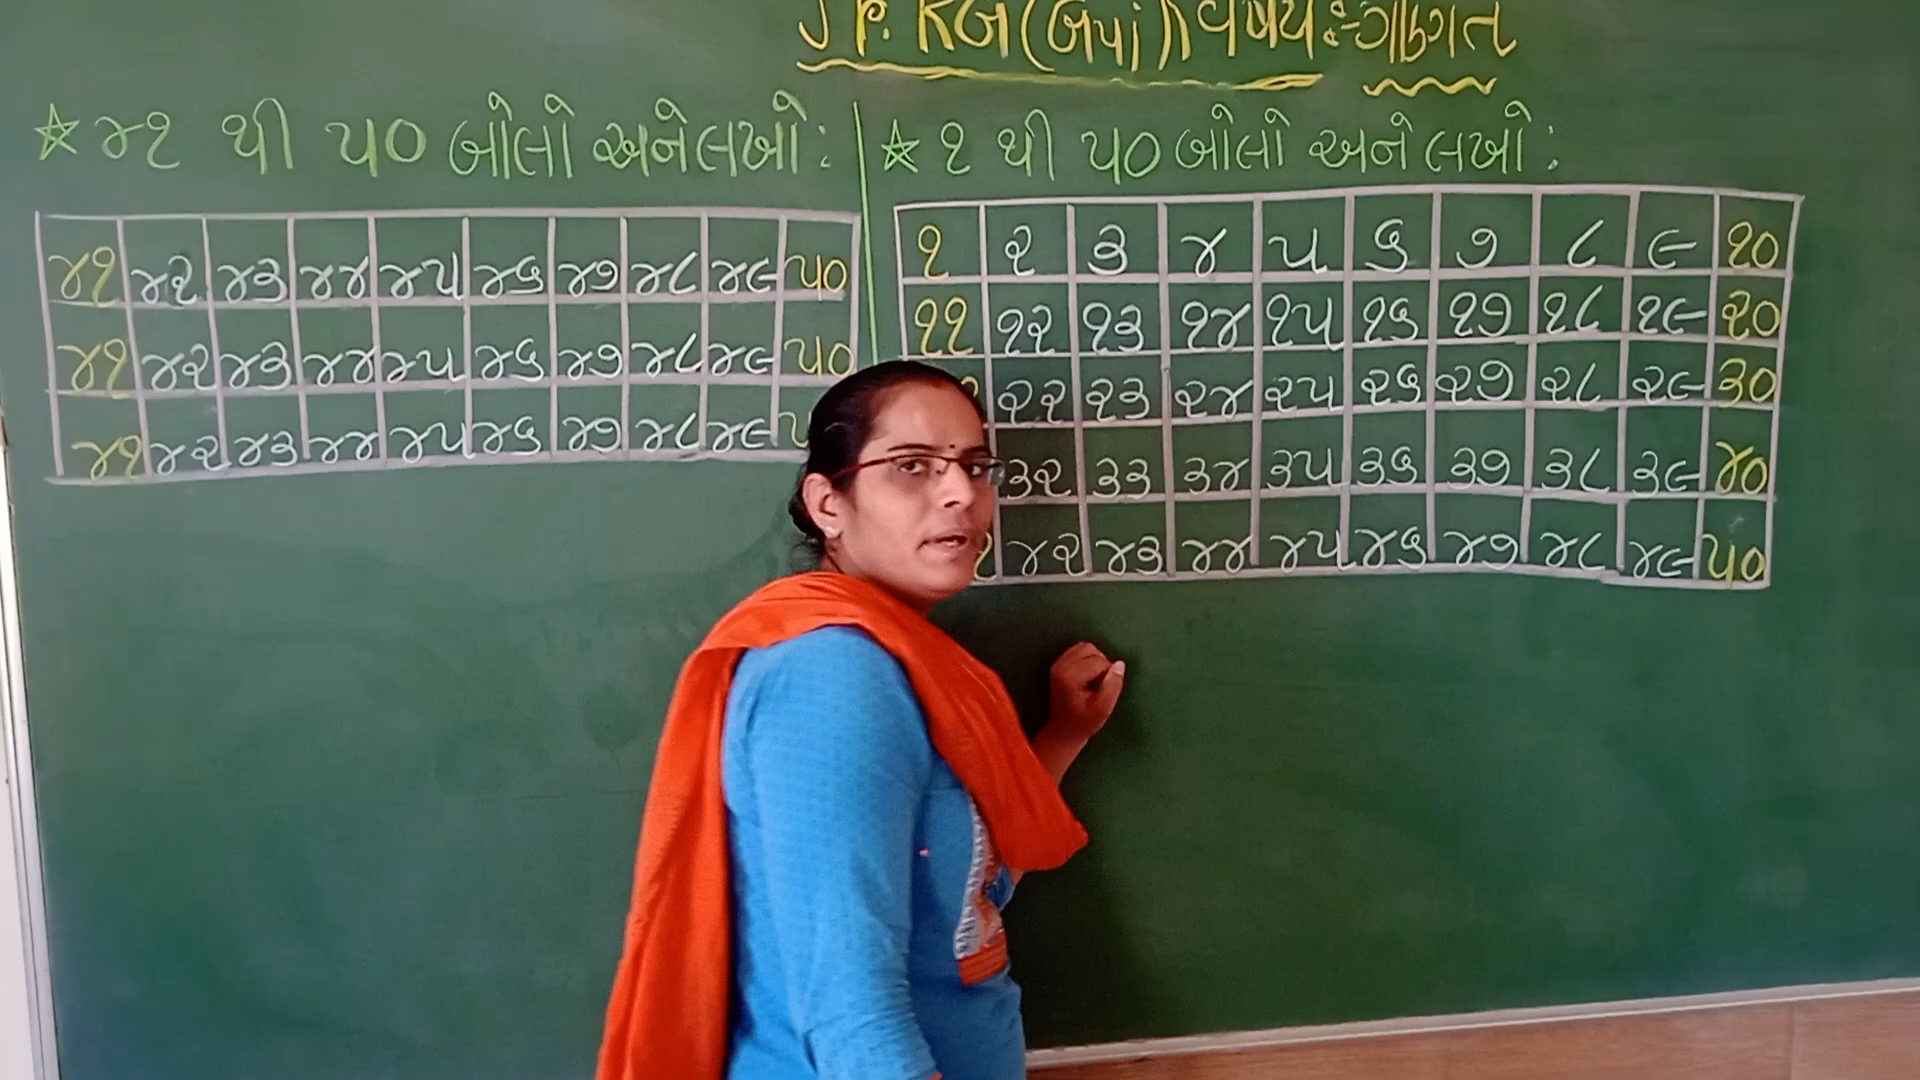 Jr. KG (Guj) વિષય :- ગણિત
☆ ૪૧ થી ૫૦ બોલો અને લખો :
૪૧ ૪૨ ૪૩ ૪૪ ૪૫ ૪૬ ૪૭ ૪૮ ૪૯ ૫૦
૪૧ ૪૨ ૪૩ ૪૪ ૪૫ ૪૬ ૪૭ ૪૮ ૪૯ ૫૦
૪૧ ૪૨ ૪૩ ૪૪ ૪૫ ૪૬ ૪૭ ૪૮ ૪૯
☆ ૧ થી ૫૦ બોલો અને લખો :
૧ ૨ ૩ ૪ ૫ ૬ ૭ ૮ ૯ ૧૦
૧૧ ૧૨ ૧૩ ૧૪ ૧૫ ૧૬ ૧૭ ૧૮ ૧૯ ૨૦
૨૨ ૨૩ ૨૪ ૨૫ ૨૬ ૨૭ ૨૮ ૨૯ ૩૦
૩૨ ૩૩ ૩૪ ૩૫ ૩૬ ૩૭ ૩૮ ૩૯ ૪૦
૪૨ ૪૩ ૪૪ ૪૫ ૪૬ ૪૭ ૪૮ ૪૯ ૫૦